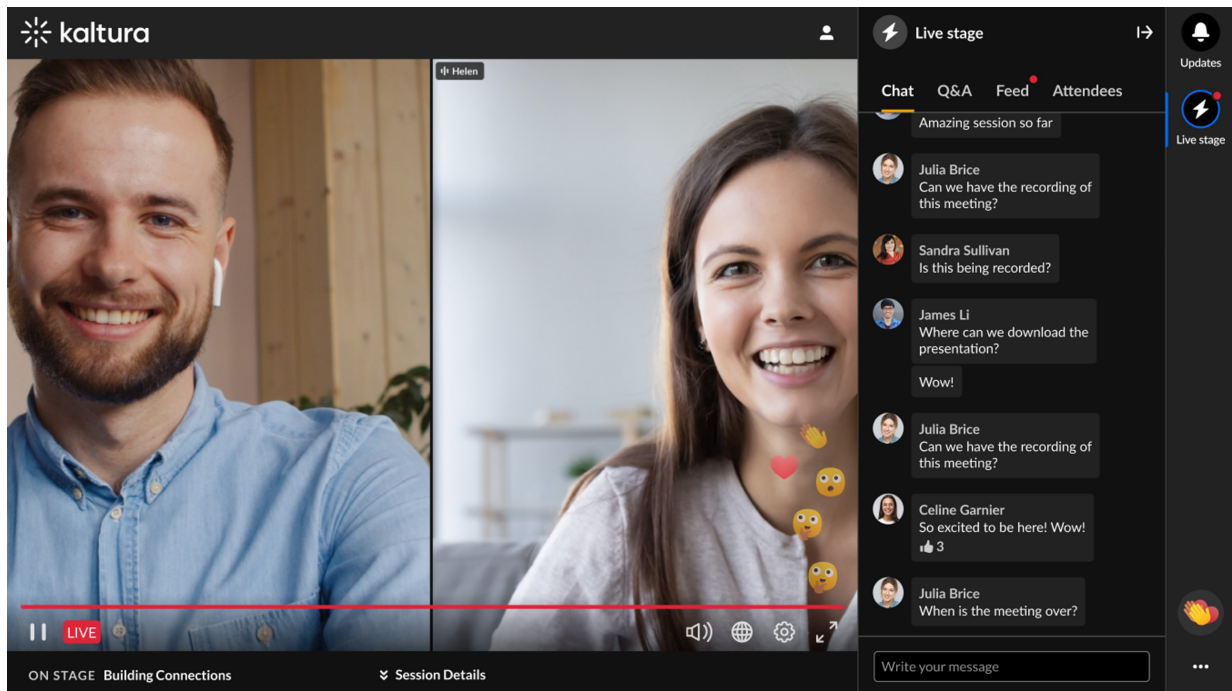 kaltura
Helen
LIVE
ON STAGE Building Connections
Session Details
Live stage
Chat Q&A Feed Attendees
Amazing session so far
Julia Brice
Can we have the recording of
this meeting?
Sandra Sullivan
Is this being recorded?
James Li
Where can we download the
presentation?
Wow!
Julia Brice
Can we have the recording of
this meeting?
Celine Garnier
So excited to be here! Wow!
3
Julia Brice
When is the meeting over?
Write your message
Updates
Live stage